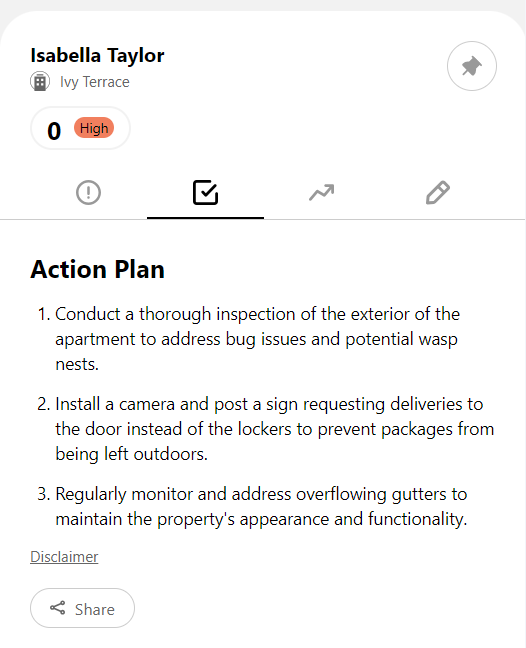 Isabella Taylor
Ivy Terrace
0 High
Action Plan
1. Conduct a thorough inspection of the exterior of the
apartment to address bug issues and potential wasp
nests.
2. Install a camera and post a sign requesting deliveries to
the door instead of the lockers to prevent packages from
being left outdoors.
3. Regularly monitor and address overflowing gutters to
maintain the property's appearance and functionality.
Disclaimer
Share